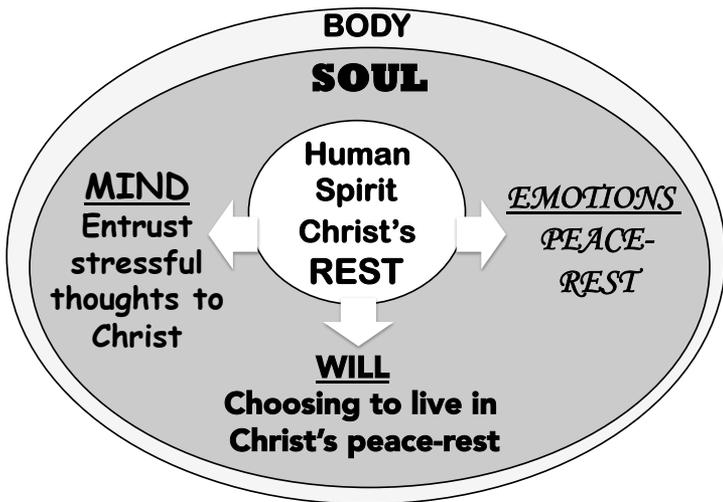 BODY
SOUL
Human
Spirit
Christ's
REST
MIND
Entrust
stressful
thoughts to
Christ
EMOTIONS
PEACE-
REST
WILL
Choosing to live in
Christ's peace-rest